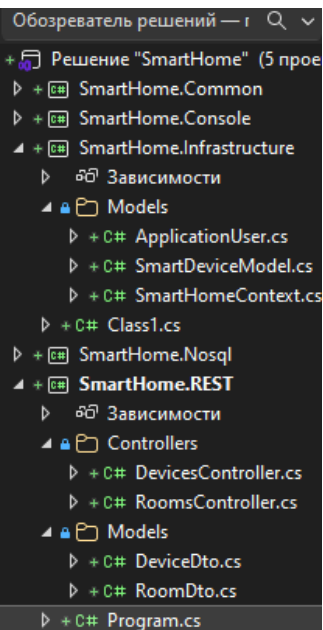 Обозреватель решений —
Решение "SmartHome" (5 прое
C# SmartHome.Common
C# SmartHome.Console
C# SmartHome.Infrastructure
Зависимости
Models
C# ApplicationUser.cs
C# SmartDeviceModel.cs
C# SmartHomeContext.cs
C# Class1.cs
C# SmartHome.Nosql
C# SmartHome.REST
Зависимости
Controllers
C# DevicesController.cs
C# RoomsController.cs
Models
C# DeviceDto.cs
C# RoomDto.cs
C# Program.cs